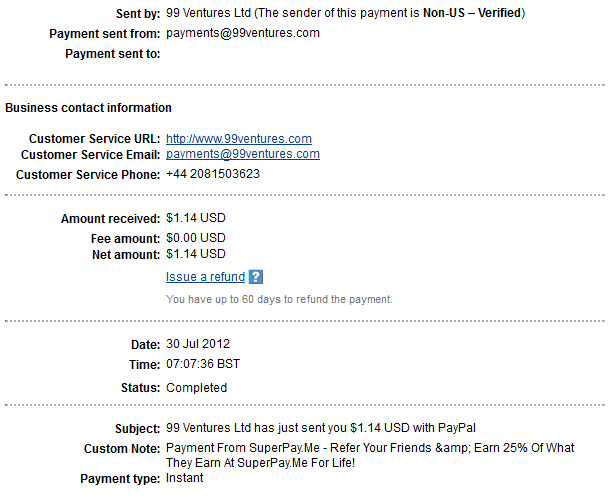 Sent by: 99 Ventures Ltd (The sender of this payment is Non-US – Verified)
Payment sent from: payments@99ventures.com
Payment sent to:
Business contact information
Customer Service URL: http://www.99ventures.com
Customer Service Email: payments@99ventures.com
Customer Service Phone: +44 2081503623
Amount received: $1.14 USD
Fee amount: $0.00 USD
Net amount: $1.14 USD
Issue a refund ?
You have up to 60 days to refund the payment.
Date: 30 Jul 2012
Time: 07:07:36 BST
Status: Completed
Subject: 99 Ventures Ltd has just sent you $1.14 USD with PayPal
Custom Note: Payment From SuperPay.Me - Refer Your Friends &amp; Earn 25% Of What
They Earn At SuperPay.Me For Life!
Payment type: Instant